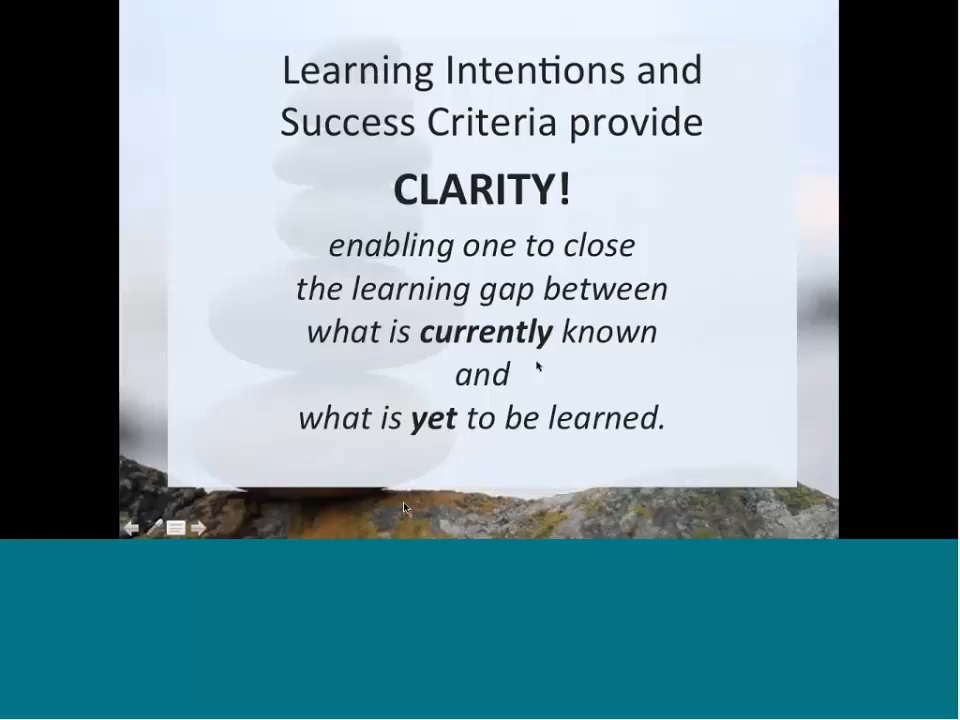 Learning Intentions and
Success Criteria provide
CLARITY!
enabling one to close
the learning gap between
what is currently known
and
what is yet to be learned.